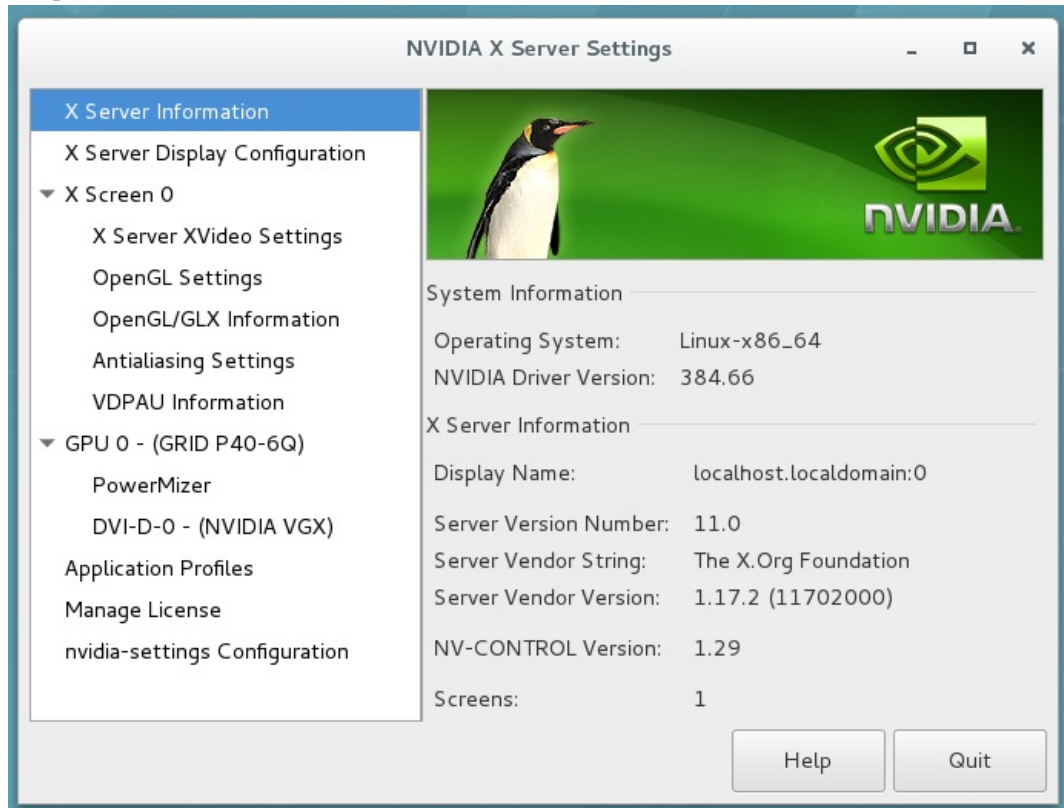 NVIDIA X Server Settings
X Server Information
X Server Display Configuration
X Screen 0
X Server XVideo Settings
OpenGL Settings
OpenGL/GLX Information
Antialiasing Settings
VDPAU Information
GPU 0 - (GRID P40-6Q)
PowerMizer
DVI-D-0 - (NVIDIA VGX)
Application Profiles
Manage License
nvidia-settings Configuration
NVIDIA.
System Information
Operating System: Linux-x86_64
NVIDIA Driver Version: 384.66
X Server Information
Display Name: localhost.localdomain:0
Server Version Number: 11.0
Server Vendor String: The X.Org Foundation
Server Vendor Version: 1.17.2 (11702000)
NV-CONTROL Version: 1.29
Screens: 1
Help Quit